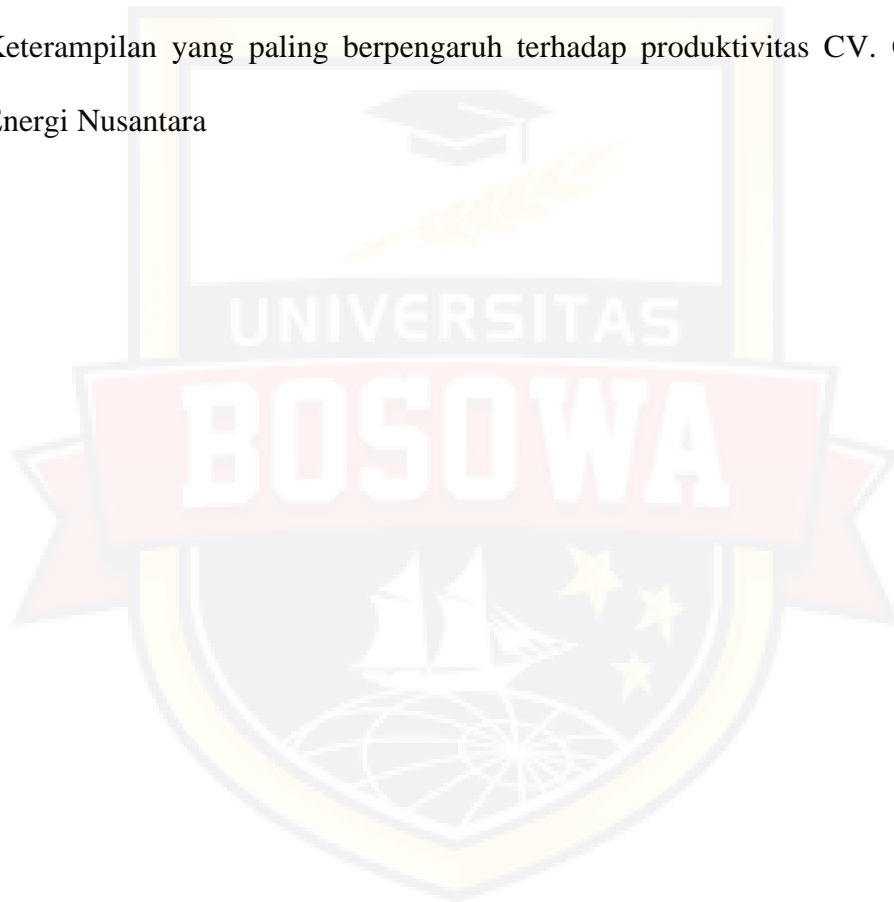 Keterampilan yang paling berpengaruh terhadap produktivitas CV.
Energi Nusantara
UNIVERSITAS
BOSOWA